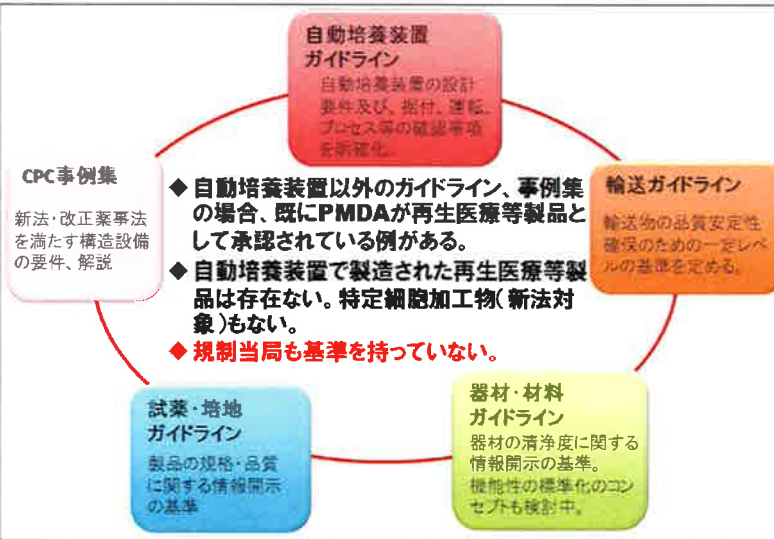 自動培養装置
ガイドライン
自動培養装置の設計
要件及び、据付、運転、
プロセス等の確認事項
を明確化。
CPC事例集
新法・改正薬事法
を満たす構造設備
の要件、解説
◆ 自動培養装置以外のガイドライン、事例集
の場合、既にPMDAが再生医療等製品と
して承認されている例がある。
◆ 自動培養装置で製造された再生医療等製
品は存在ない。特定細胞加工物(新法対
象)もない。
◆ 規制当局も基準を持っていない。
輸送ガイドライン
輸送物の品質安定性
確保のための一定レベ
ルの基準を定める。
試薬・培地
ガイドライン
製品の規格・品質
に関する情報開示
の基準
器材・材料
ガイドライン
器材の清浄度に関する
情報開示の基準。
機能性の標準化のコン
セプトも検討中。